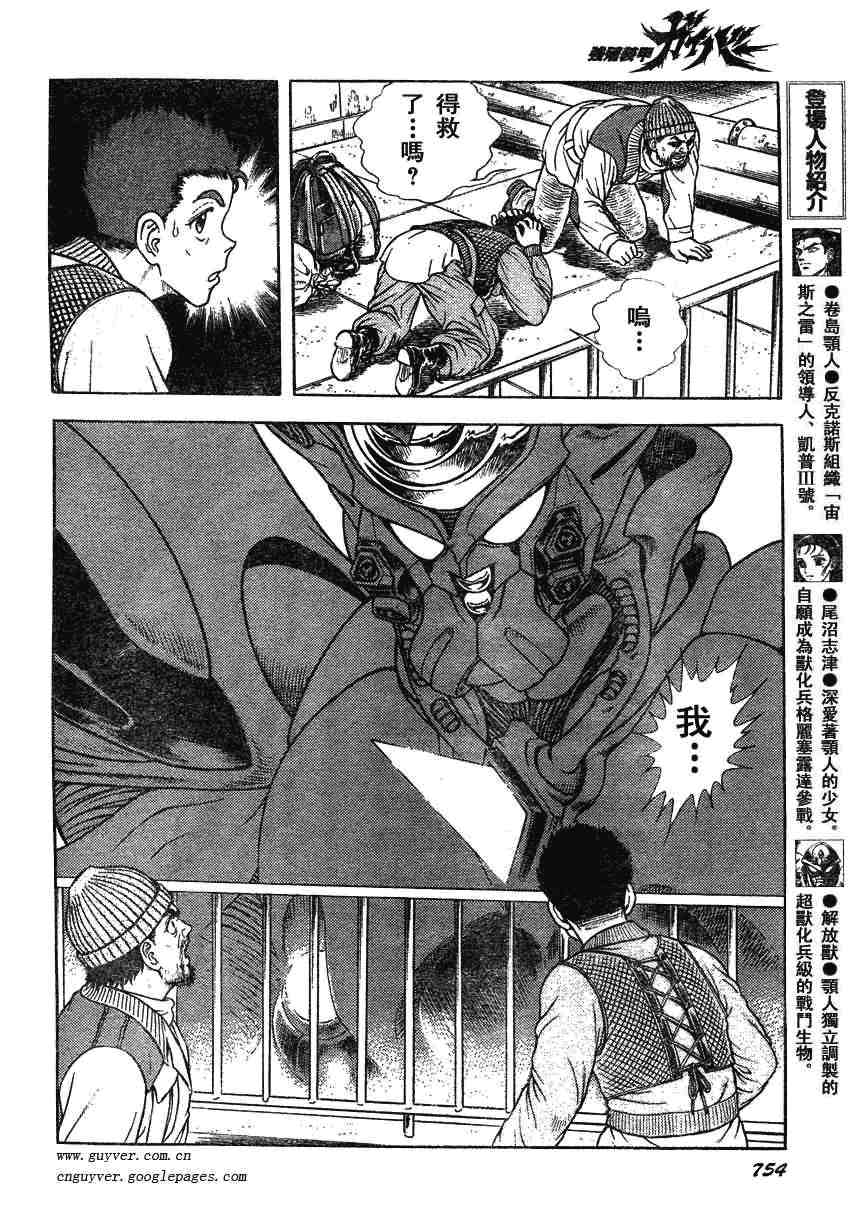 強殖裝甲
ガイバー
登場人物紹介
●卷島顎人●反克諾斯組織「宙
斯之雷」的領導人、凱普III號。
●尾沼志津●深愛著顎人的少女。
自願成為獸化兵格麗塞露達參戰。
●解放獸●顎人獨立調製的
超獸化兵級的戰鬥生物。
得救
了…嗎?
嗚…
我…
www.guyver.com.cn
cnguyver.googlepages.com
754